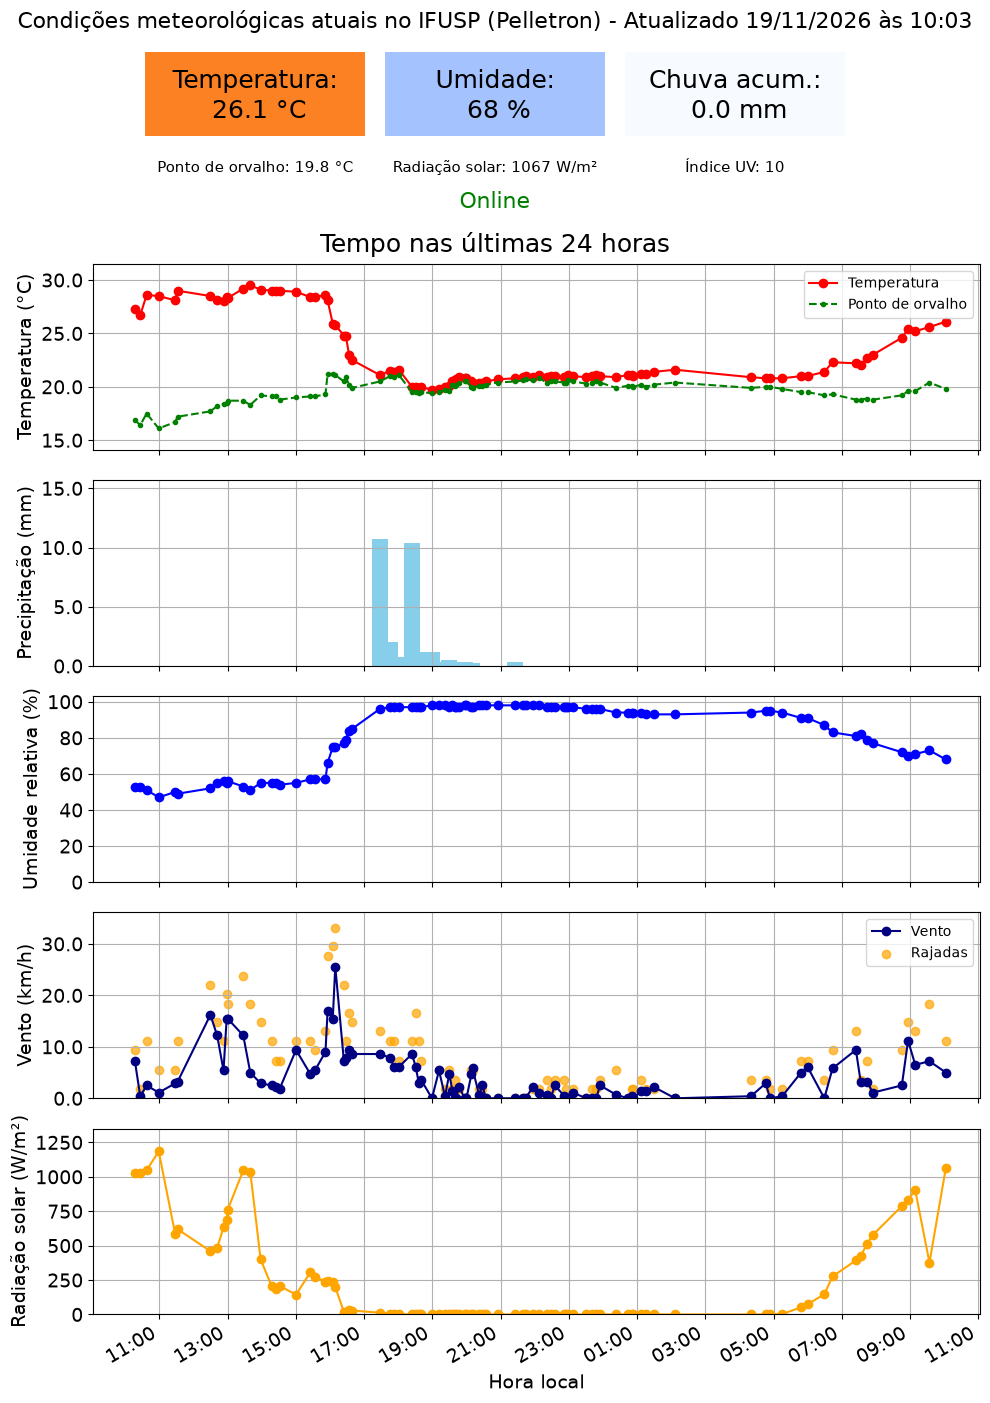 Condições meteorológicas atuais no IFUSP (Pelletron) - Atualizado 19/11/2026 às 10:03
Temperatura:
26.1 °C
Umidade:
68 %
Chuva acum.:
0.0 mm
Ponto de orvalho: 19.8 °C
Radiação solar: 1067 W/m²
Índice UV: 10
Online
Tempo nas últimas 24 horas
Temperatura (°C)
30.0
25.0
20.0
15.0
Temperatura
Ponto de orvalho
Precipitação (mm)
15.0
10.0
5.0
0.0
Umidade relativa (%)
100
80
60
40
20
0
Vento (km/h)
30.0
20.0
10.0
0.0
Vento
Rajadas
Radiação solar (W/m²)
1250
1000
750
500
250
0
11:00 13:00 15:00 17:00 19:00 21:00 23:00 01:00 03:00 05:00 07:00 09:00 11:00
Hora local